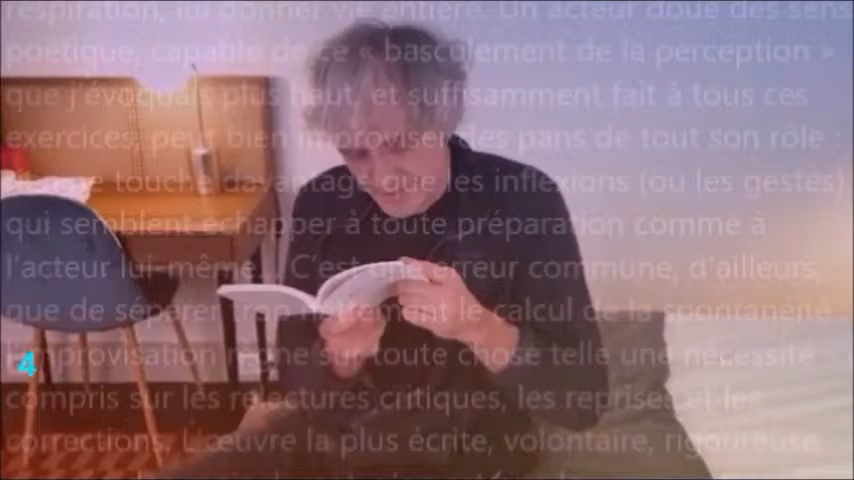 respiration, lui donner vie entière. Un acteur doué des sens
poétique, capable de ce « basculement de la perception »
que j'évoquais plus haut, et suffisamment fait à tous ces
exercices, peut bien improviser les pans de tout son rôle :
touch davantage que les inflexions (ou les gestes)
qui semblent échapper à toute préparation comme à
l'acteur lui-même. C'est une erreur commune, d'ailleurs,
que de séparer le calcul de la spontanéité
4
improvisation règne sur toute chose telle une nécessité - y
compris sur les relectures critiques, les reprises et les
corrections. L'œuvre la plus écrite, volontaire, rigoureuse